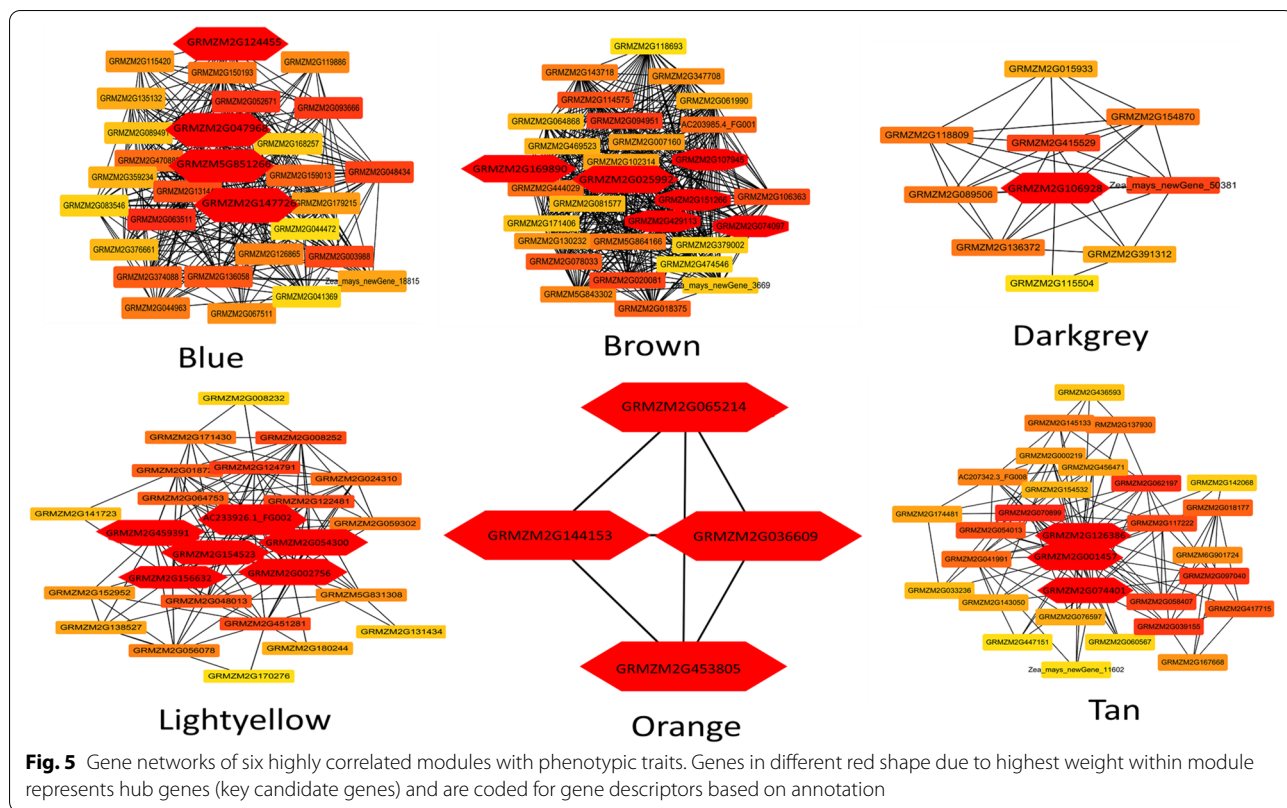 GRMZM2G124455
GRMZM2G115420
GRMZM2G119886
GRMZM2G150193
GRMZM2G135132
GRMZM2G052671
GRMZM2G093666
GRMZM2G047968
GRMZM2G168257
GRMZM5G851266
GRMZM2G048434
GRMZM2G359234
GRMZM2G159013
GRMZM2G147726
GRMZM2G179215
GRMZM2G083546
GRMZM2G063511
GRMZM2G044472
GRMZM2G376661
GRMZM2G126865
GRMZM2G003988
GRMZM2G374088
GRMZM2G136058
Zea_mays_newGene_18815
GRMZM2G041369
GRMZM2G044963
GRMZM2G067511
Blue
GRMZM2G118693
GRMZM2G143718
GRMZM2G347708
GRMZM2G114575
GRMZM2G061990
GRMZM2G064868
GRMZM2G094951
AC203985.4_FG001
GRMZM2G469523
GRMZM2G007160
GRMZM2G102314
GRMZM2G107945
GRMZM2G169890
GRMZM2G025992
GRMZM2G444029
GRMZM2G106363
GRMZM2G081577
GRMZM2G151266
GRMZM2G171406
GRMZM2G429113
GRMZM2G074097
GRMZM2G130232
GRMZM5G864166
GRMZM2G379002
GRMZM2G078033
GRMZM2G474546
GRMZM2G020081
Zea_mays_newGene_3669
GRMZM5G843302
GRMZM2G018375
Brown
GRMZM2G015933
GRMZM2G154870
GRMZM2G118809
GRMZM2G415529
GRMZM2G106928
Zea_mays_newGene_50381
GRMZM2G089506
GRMZM2G136372
GRMZM2G391312
GRMZM2G115504
Darkgrey
GRMZM2G008232
GRMZM2G171430
GRMZM2G008252
GRMZM2G124791
GRMZM2G024310
GRMZM2G064753
GRMZM2G122481
GRMZM2G141723
AC233926.1_FG002
GRMZM2G059302
GRMZM2G459391
GRMZM2G054300
GRMZM2G154523
GRMZM2G156632
GRMZM2G002756
GRMZM2G152952
GRMZM2G048013
GRMZM5G831308
GRMZM2G138527
GRMZM2G451281
GRMZM2G131434
GRMZM2G056078
GRMZM2G180244
GRMZM2G170276
Lightyellow
GRMZM2G065214
GRMZM2G144153
GRMZM2G036609
GRMZM2G453805
Orange
GRMZM2G436593
GRMZM2G145133
RMZM2G137930
GRMZM2G000219
GRMZM2G456471
AC207342.3_FG008
GRMZM2G154532
GRMZM2G062197
GRMZM2G142068
GRMZM2G174481
GRMZM2G070999
GRMZM2G018177
GRMZM2G054013
GRMZM2G126386
GRMZM2G117222
GRMZM2G041991
GRMZM2G001457
GRMZM6G901724
GRMZM2G033236
GRMZM2G074401
GRMZM2G097040
GRMZM2G143050
GRMZM2G058407
GRMZM2G417715
GRMZM2G076597
GRMZM2G039155
GRMZM2G447151
GRMZM2G060567
Zea_mays_newGene_11602
GRMZM2G167668
Tan
Fig. 5 Gene networks of six highly correlated modules with phenotypic traits. Genes in different red shape due to highest weight within module
represents hub genes (key candidate genes) and are coded for gene descriptors based on annotation